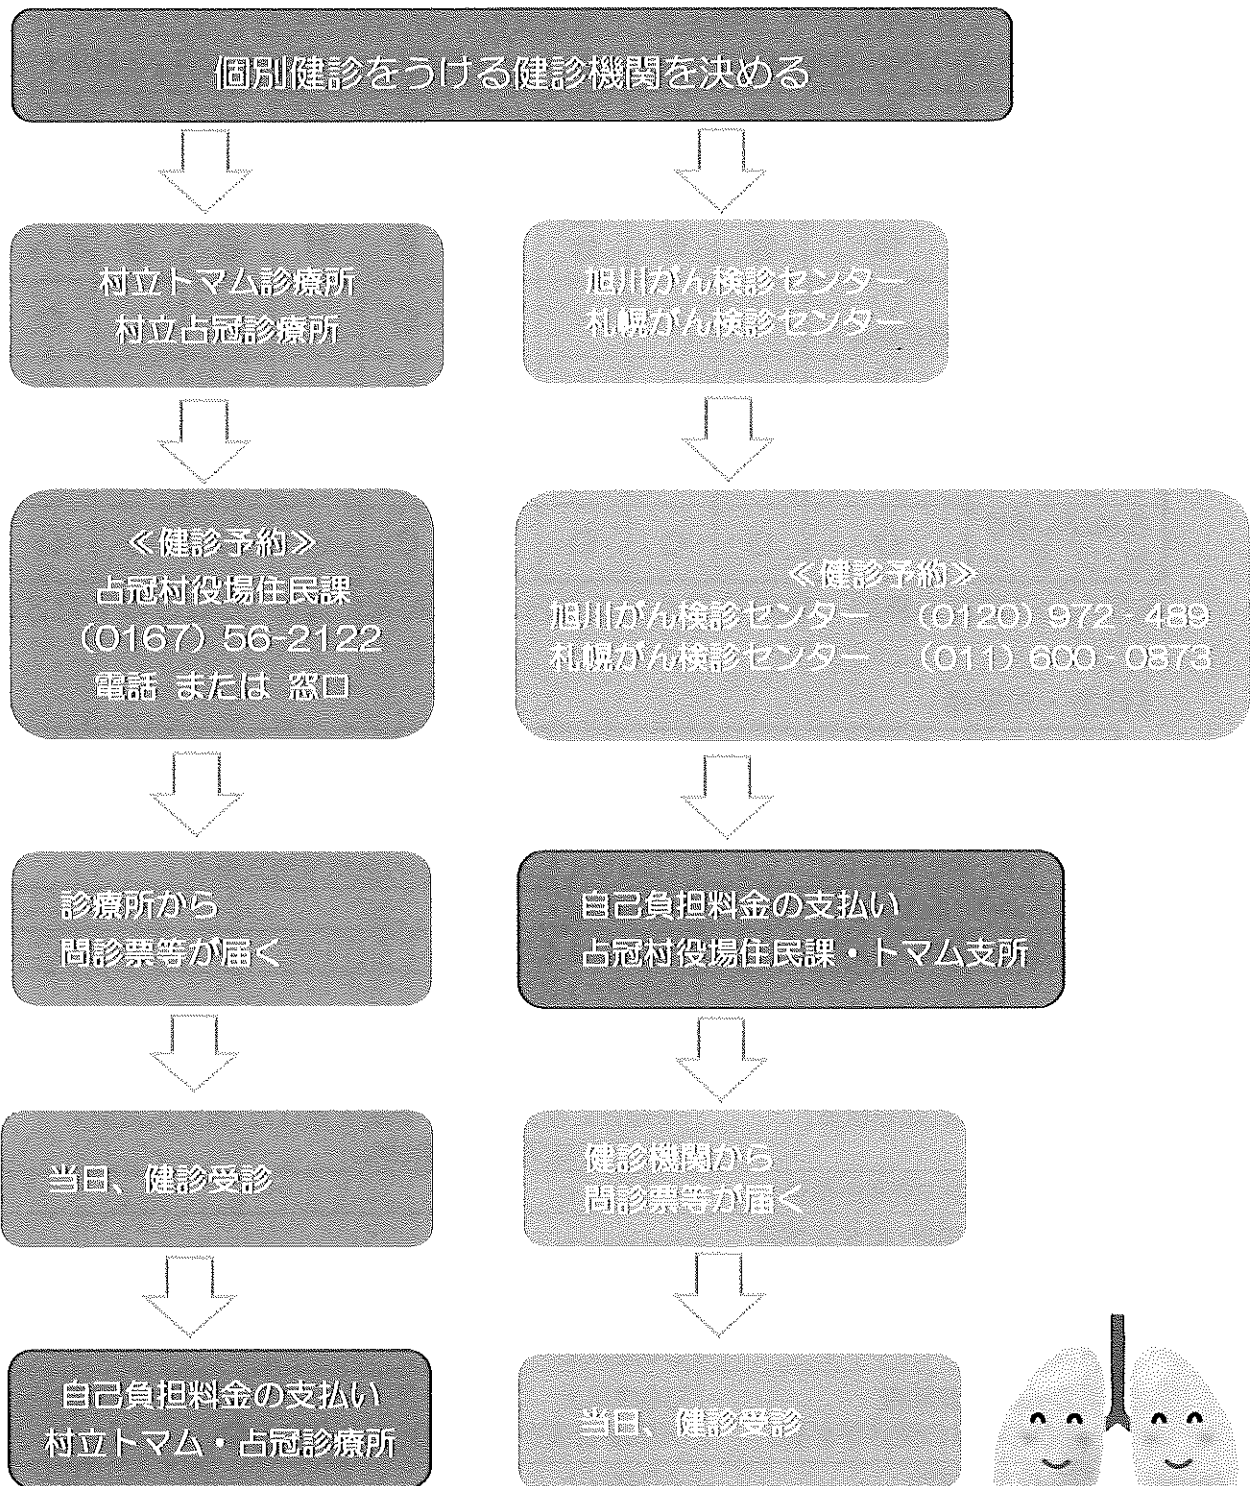 個別健診をうける健診機関を決める
村立トマム診療所
村立占冠診療所
≪健診予約≫
占冠村役場住民課
（0167）56-2122
電話 または 窓口
診療所から
問診票等が届く
当日、健診受診
自己負担料金の支払い
村立トマム・占冠診療所
旭川がん検診センター
札幌がん検診センター
≪健診予約≫
旭川がん検診センター （0120）972‐489
札幌がん検診センター （011）600‐0873
自己負担料金の支払い
占冠村役場住民課・トマム支所
健診機関から
問診票等が届く
当日、健診受診